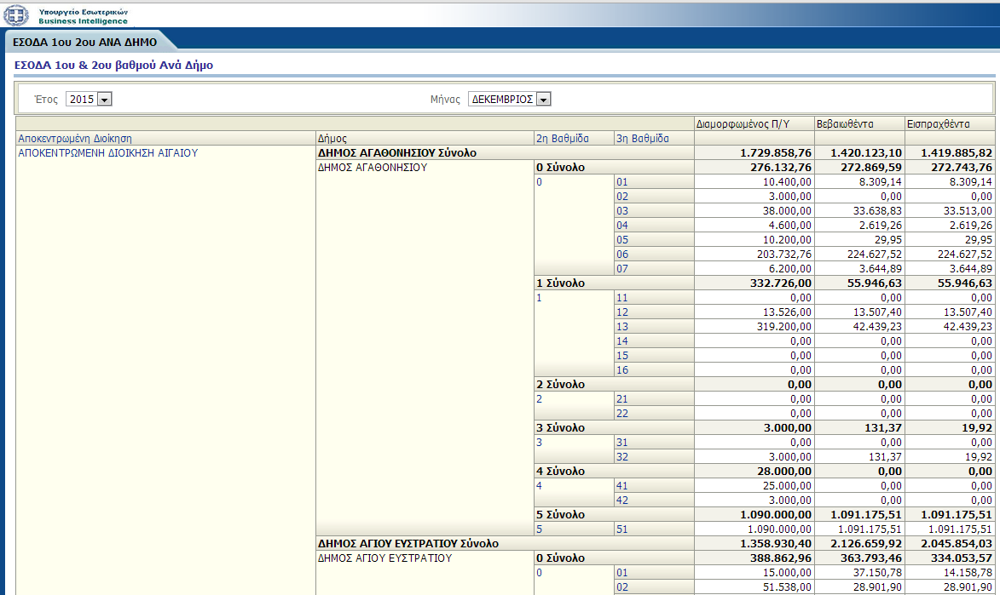 Υπουργείο Εσωτερικών
Business Intelligence
ΕΣΟΔΑ 1ου 2ου ΑΝΑ ΔΗΜΟ
ΕΣΟΔΑ 1ου & 2ου βαθμού Ανά Δήμο
Έτος 2015 Μήνας ΔΕΚΕΜΒΡΙΟΣ
Διαμορφωμένος Π/Υ Βεβαιωθέντα Εισπραχθέντα
Αποκεντρωμένη Διοίκηση Δήμος 2η Βαθμίδα 3η Βαθμίδα
ΑΠΟΚΕΝΤΡΩΜΕΝΗ ΔΙΟΙΚΗΣΗ ΑΙΓΑΙΟΥ ΔΗΜΟΣ ΑΓΑΘΟΝΗΣΙΟΥ Σύνολο 1.729.858,76 1.420.123,10 1.419.885,82
ΔΗΜΟΣ ΑΓΑΘΟΝΗΣΙΟΥ 0 Σύνολο 276.132,76 272.869,59 272.743,76
0 01 10.400,00 8.309,14 8.309,14
02 3.000,00 0,00 0,00
03 38.000,00 33.638,83 33.513,00
04 4.600,00 2.619,26 2.619,26
05 10.200,00 29,95 29,95
06 203.732,76 224.627,52 224.627,52
07 6.200,00 3.644,89 3.644,89
1 Σύνολο 332.726,00 55.946,63 55.946,63
1 11 0,00 0,00 0,00
12 13.526,00 13.507,40 13.507,40
13 319.200,00 42.439,23 42.439,23
14 0,00 0,00 0,00
15 0,00 0,00 0,00
16 0,00 0,00 0,00
2 Σύνολο 0,00 0,00 0,00
2 21 0,00 0,00 0,00
22 0,00 0,00 0,00
3 Σύνολο 3.000,00 131,37 19,92
3 31 0,00 0,00 0,00
32 3.000,00 131,37 19,92
4 Σύνολο 28.000,00 0,00 0,00
4 41 25.000,00 0,00 0,00
42 3.000,00 0,00 0,00
5 Σύνολο 1.090.000,00 1.091.175,51 1.091.175,51
5 51 1.090.000,00 1.091.175,51 1.091.175,51
ΔΗΜΟΣ ΑΓΙΟΥ ΕΥΣΤΡΑΤΙΟΥ Σύνολο 1.358.930,40 2.126.659,92 2.045.854,03
ΔΗΜΟΣ ΑΓΙΟΥ ΕΥΣΤΡΑΤΙΟΥ 0 Σύνολο 388.862,96 363.793,46 334.053,57
0 01 15.000,00 37.150,78 14.158,78
02 51.538,00 28.901,90 28.901,90